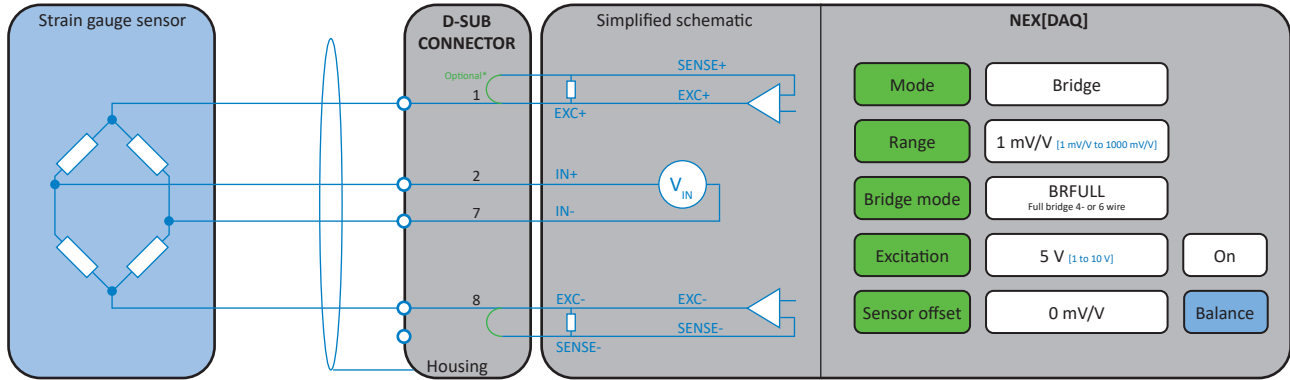 Strain gauge sensor
D-SUB
CONNECTOR
Simplified schematic
NEX[DAQ]
Optional*
SENSE+
1
EXC+
EXC+
2
IN+
V IN
7
IN-
8
EXC-
EXC-
SENSE-
SENSE-
Housing
Mode
Bridge
Range
1 mV/V [1 mV/V to 1000 mV/V]
Bridge mode
BRFULL
Full bridge 4- or 6 wire
Excitation
5 V [1 to 10 V]
On
Sensor offset
0 mV/V
Balance